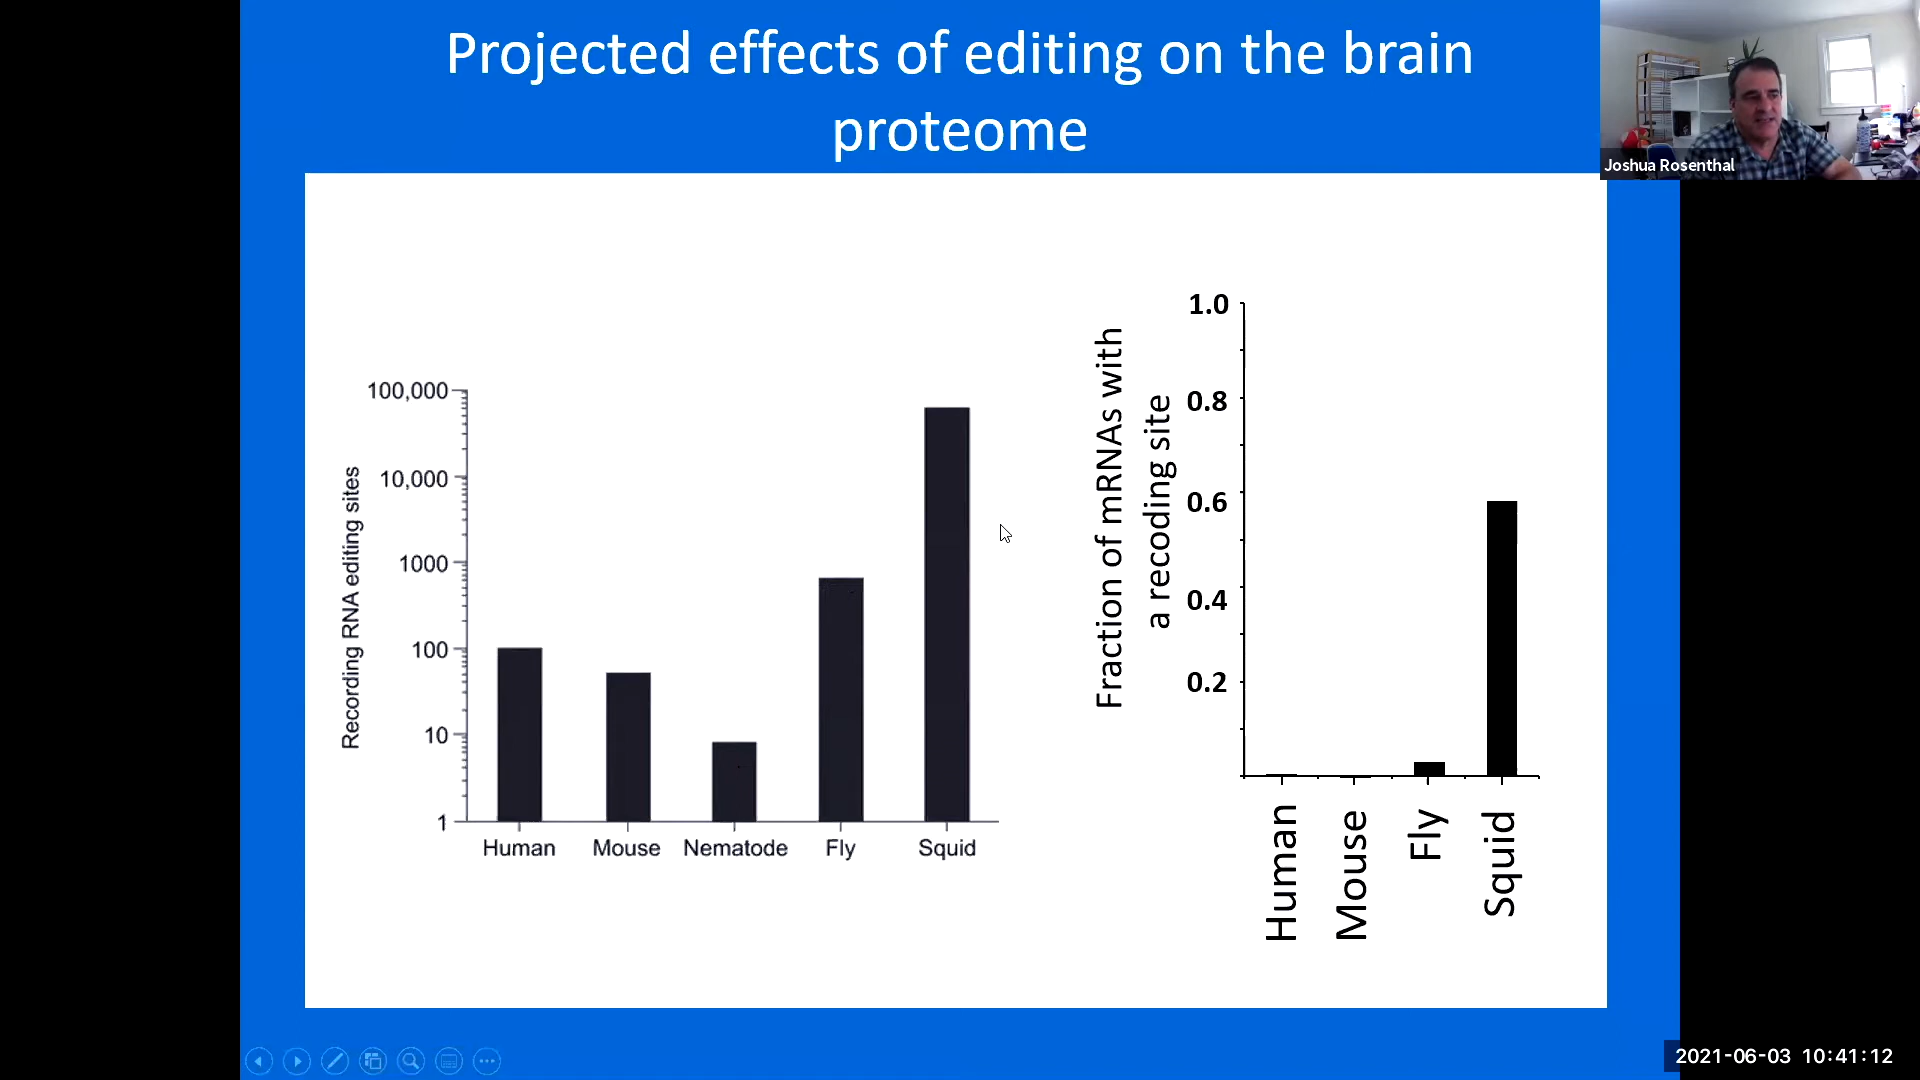 Projected effects of editing on the brain
proteome
Joshua Rosenthal
Recording RNA editing sites
100,000
10,000
1000
100
10
1
Human Mouse Nematode Fly Squid
Fraction of mRNAs with
a recoding site
1.0
0.8
0.6
0.4
0.2
Human
Mouse
Fly
Squid
2021-06-03 10:41:12